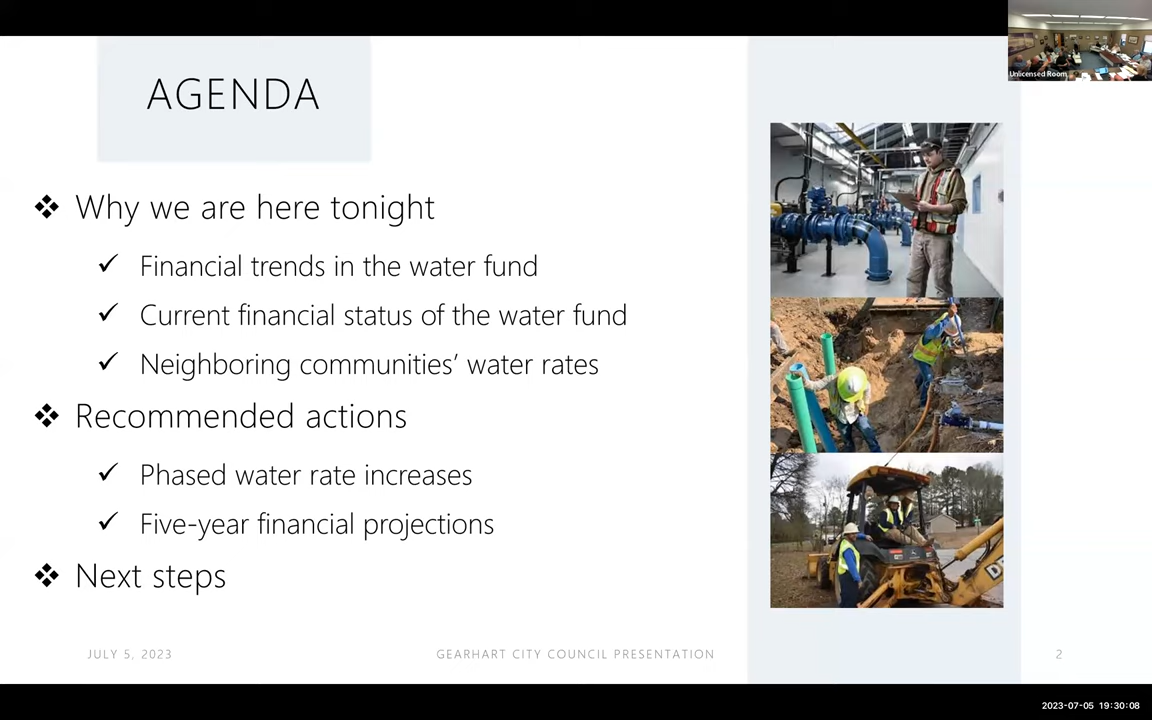 Unlicensed Room
AGENDA
Why we are here tonight
Financial trends in the water fund
Current financial status of the water fund
Neighboring communities’ water rates
Recommended actions
Phased water rate increases
Five-year financial projections
Next steps
DE
JULY 5, 2023
GEARHART CITY COUNCIL PRESENTATION
2
2023-07-05 19:30:08